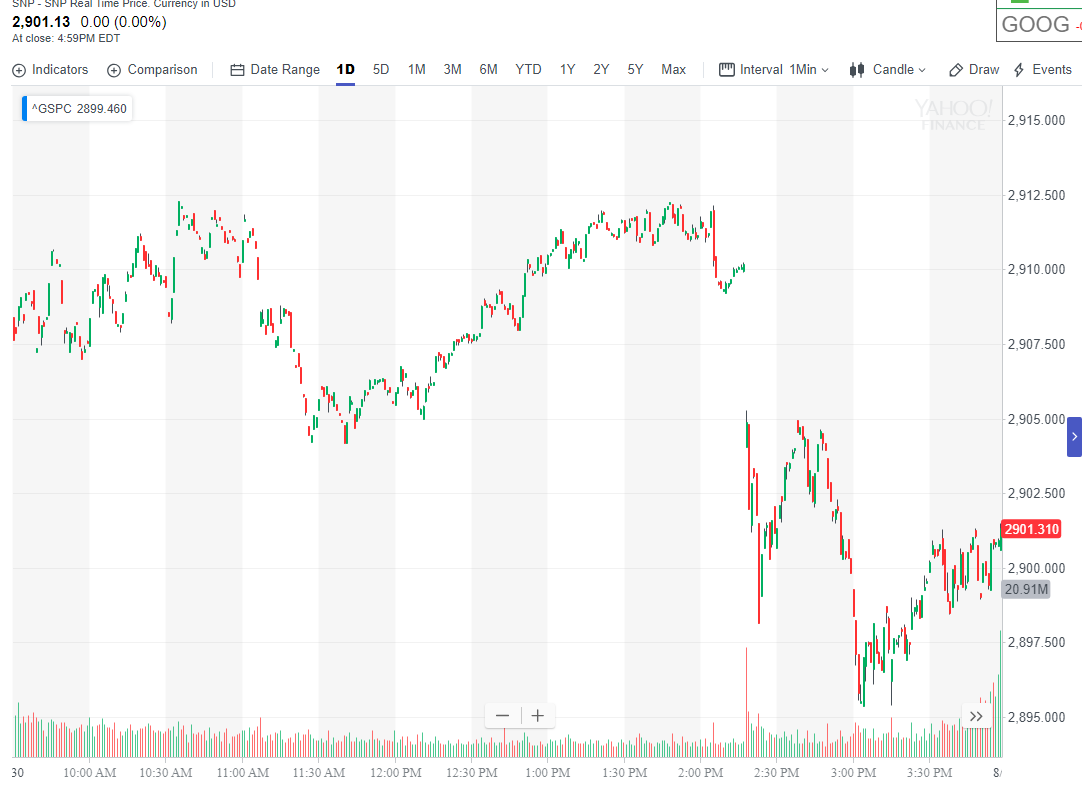 SNP - SNP Real Time Price. Currency in USD
2,901.13 0.00 (0.00%)
At close: 4:59PM EDT
GOOG
Indicators Comparison Date Range 1D 5D 1M 3M 6M YTD 1Y 2Y 5Y Max Interval 1Min Candle Draw Events
^GSPC 2899.460
YAHOO!
FINANCE
2,915.000
2,912.500
2,910.000
2,907.500
2,905.000
2,902.500
2901.310
2,900.000
20.91M
2,897.500
2,895.000
30 10:00 AM 10:30 AM 11:00 AM 11:30 AM 12:00 PM 12:30 PM 1:00 PM 1:30 PM 2:00 PM 2:30 PM 3:00 PM 3:30 PM 8/